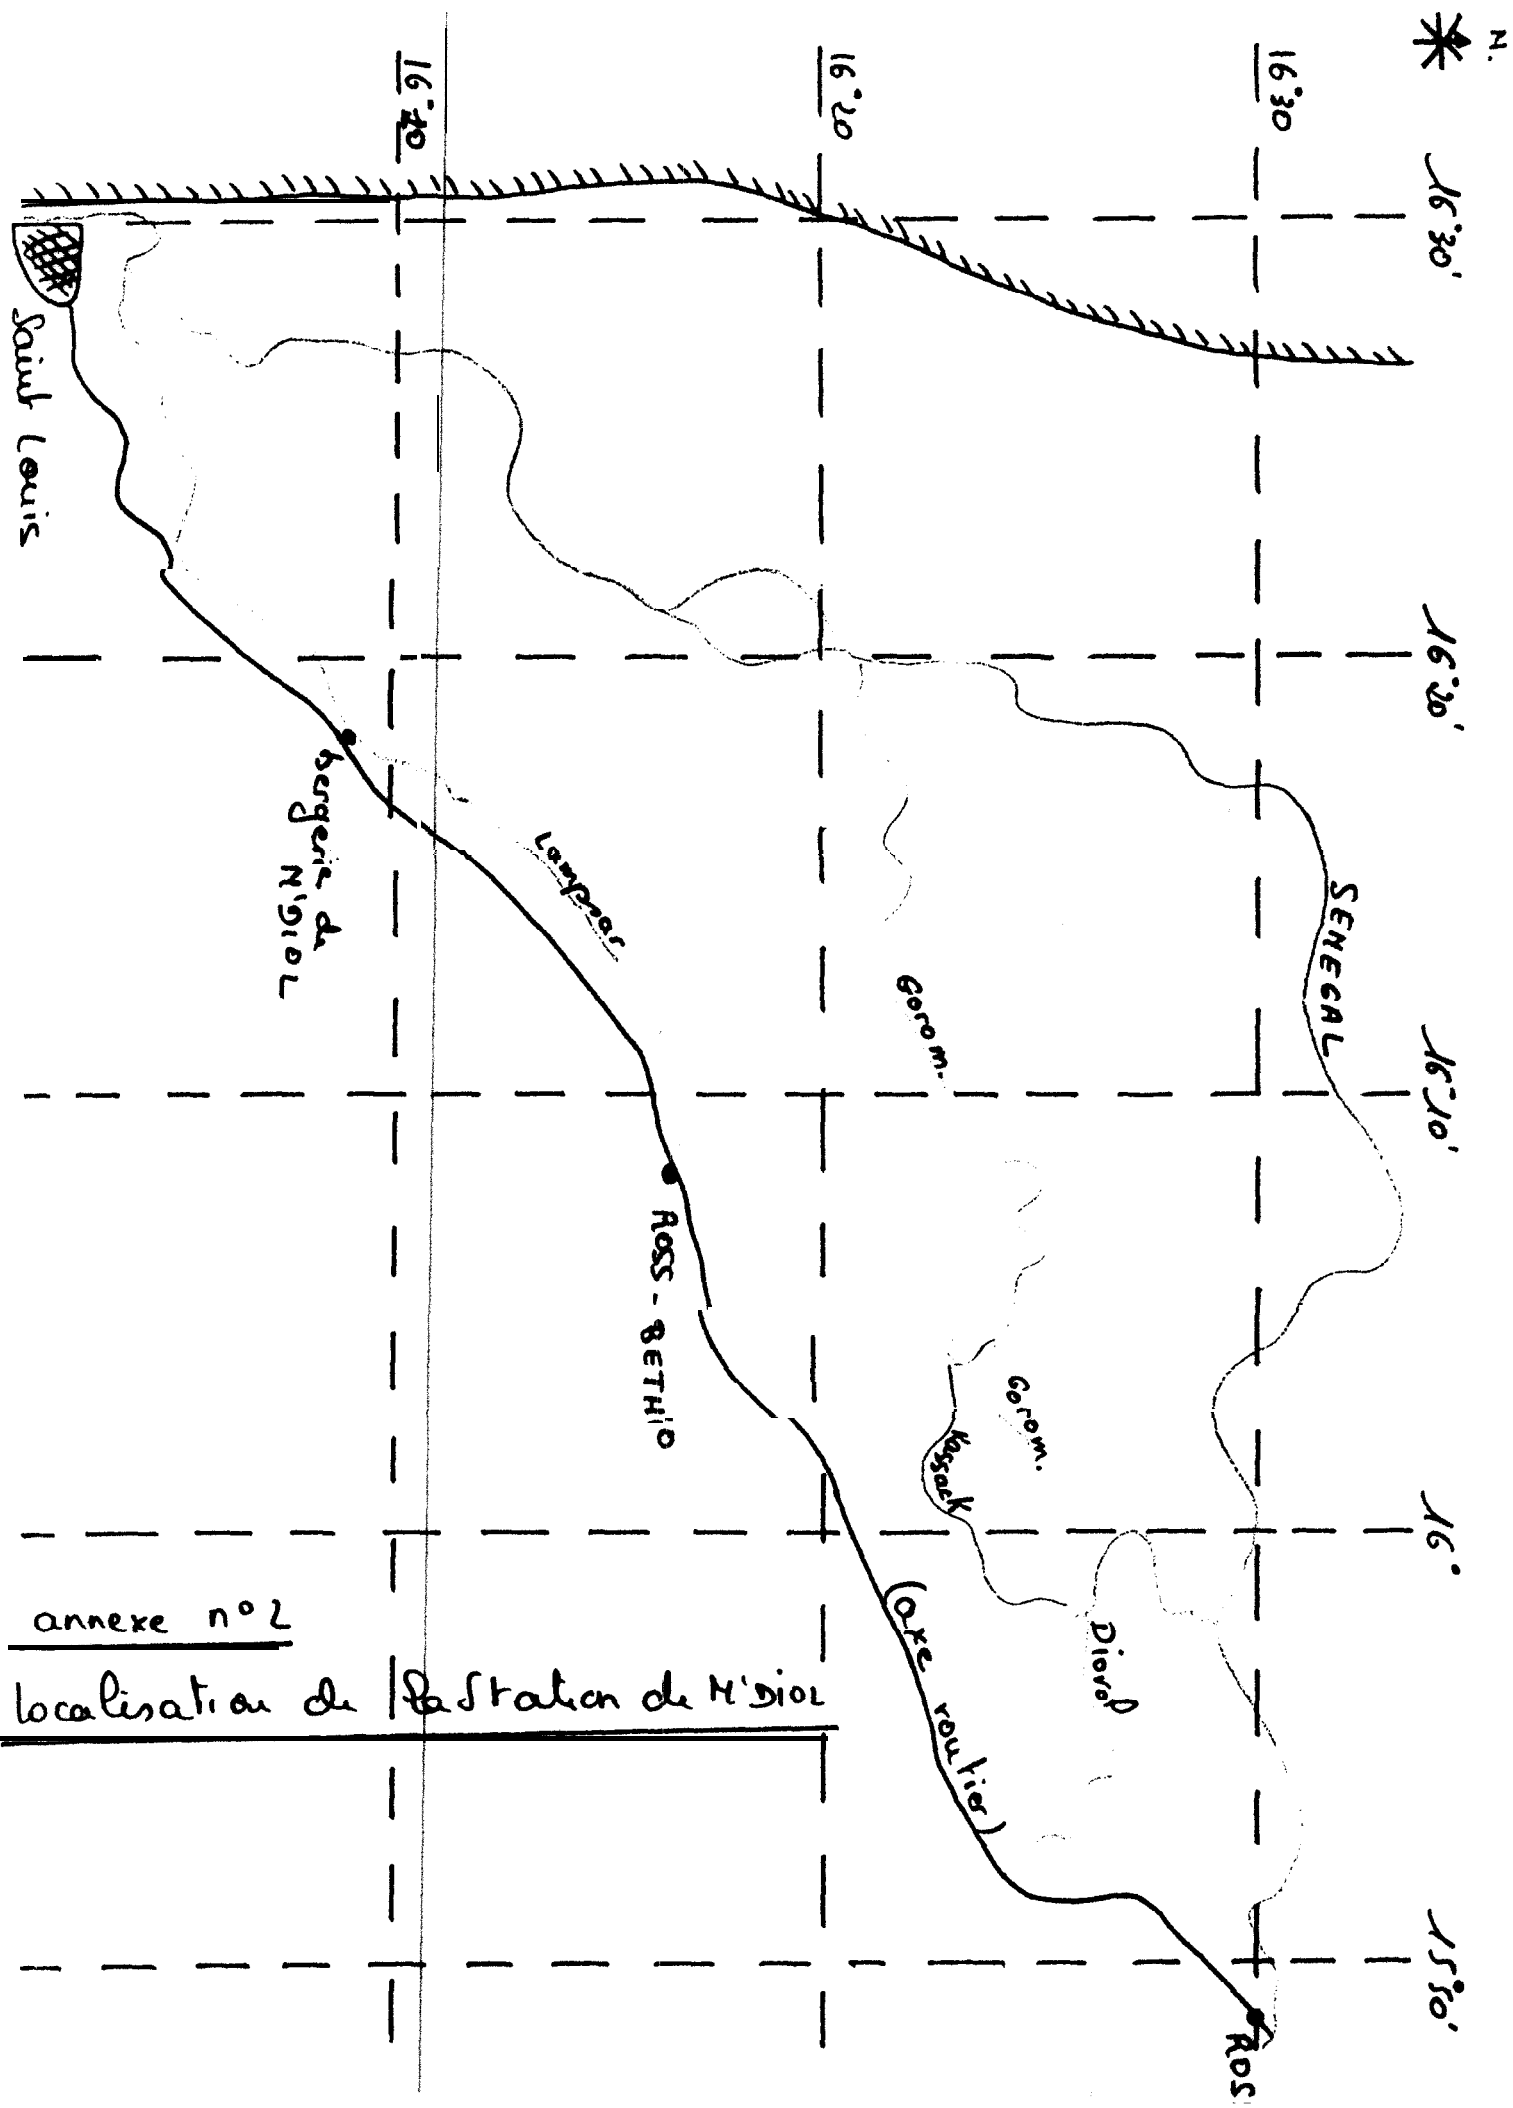 N.
16°30'
16°20'
16°10'
16°
15°50'
16°30
16°20
16°10
SENEGAL
Gorom.
Gorom.
Kassack
Diovol
Lampsar
(axe routier)
ROS
ROSS-BETHIO
bergerie de
N'DIOL
Saint Louis
annexe n°2
localisation de la Station de N'DIOL